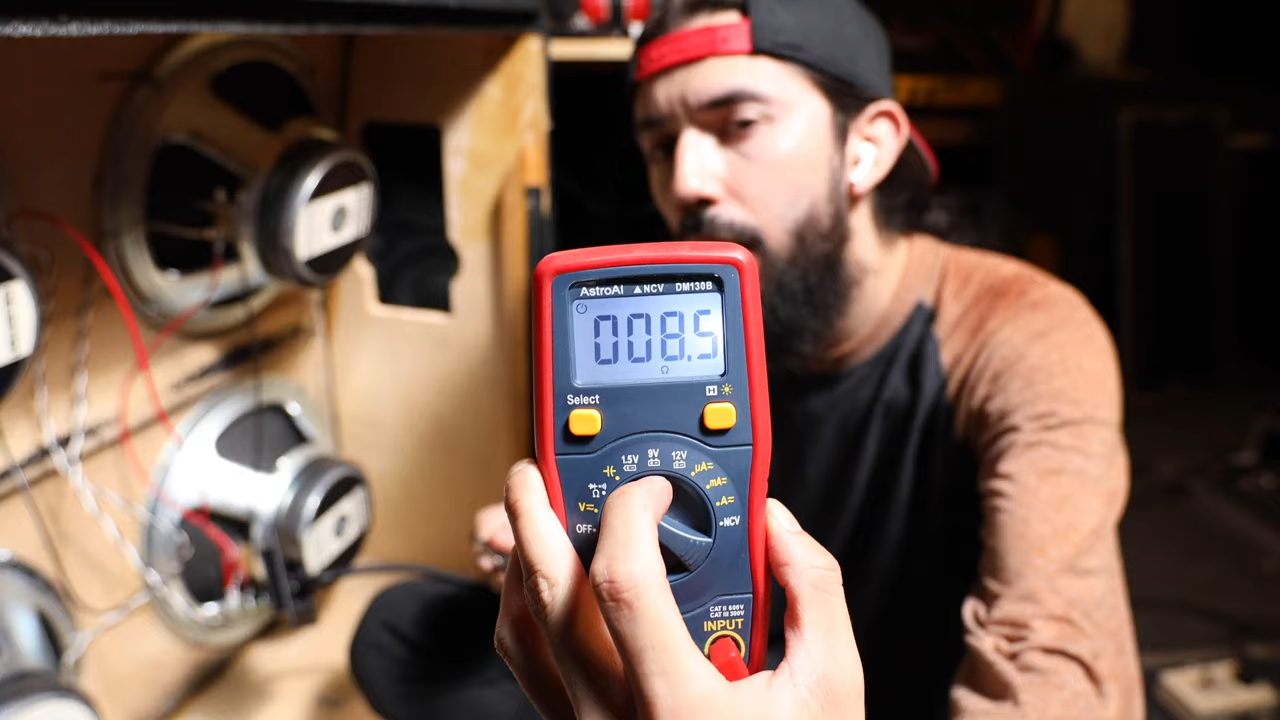 AstroAI ▲NCV DM130B
008.5
Ω
Select
H
1.5V 9V 12V
μA
mA
V
A
OFF
NCV
CAT II 600V
CAT III 300V
INPUT